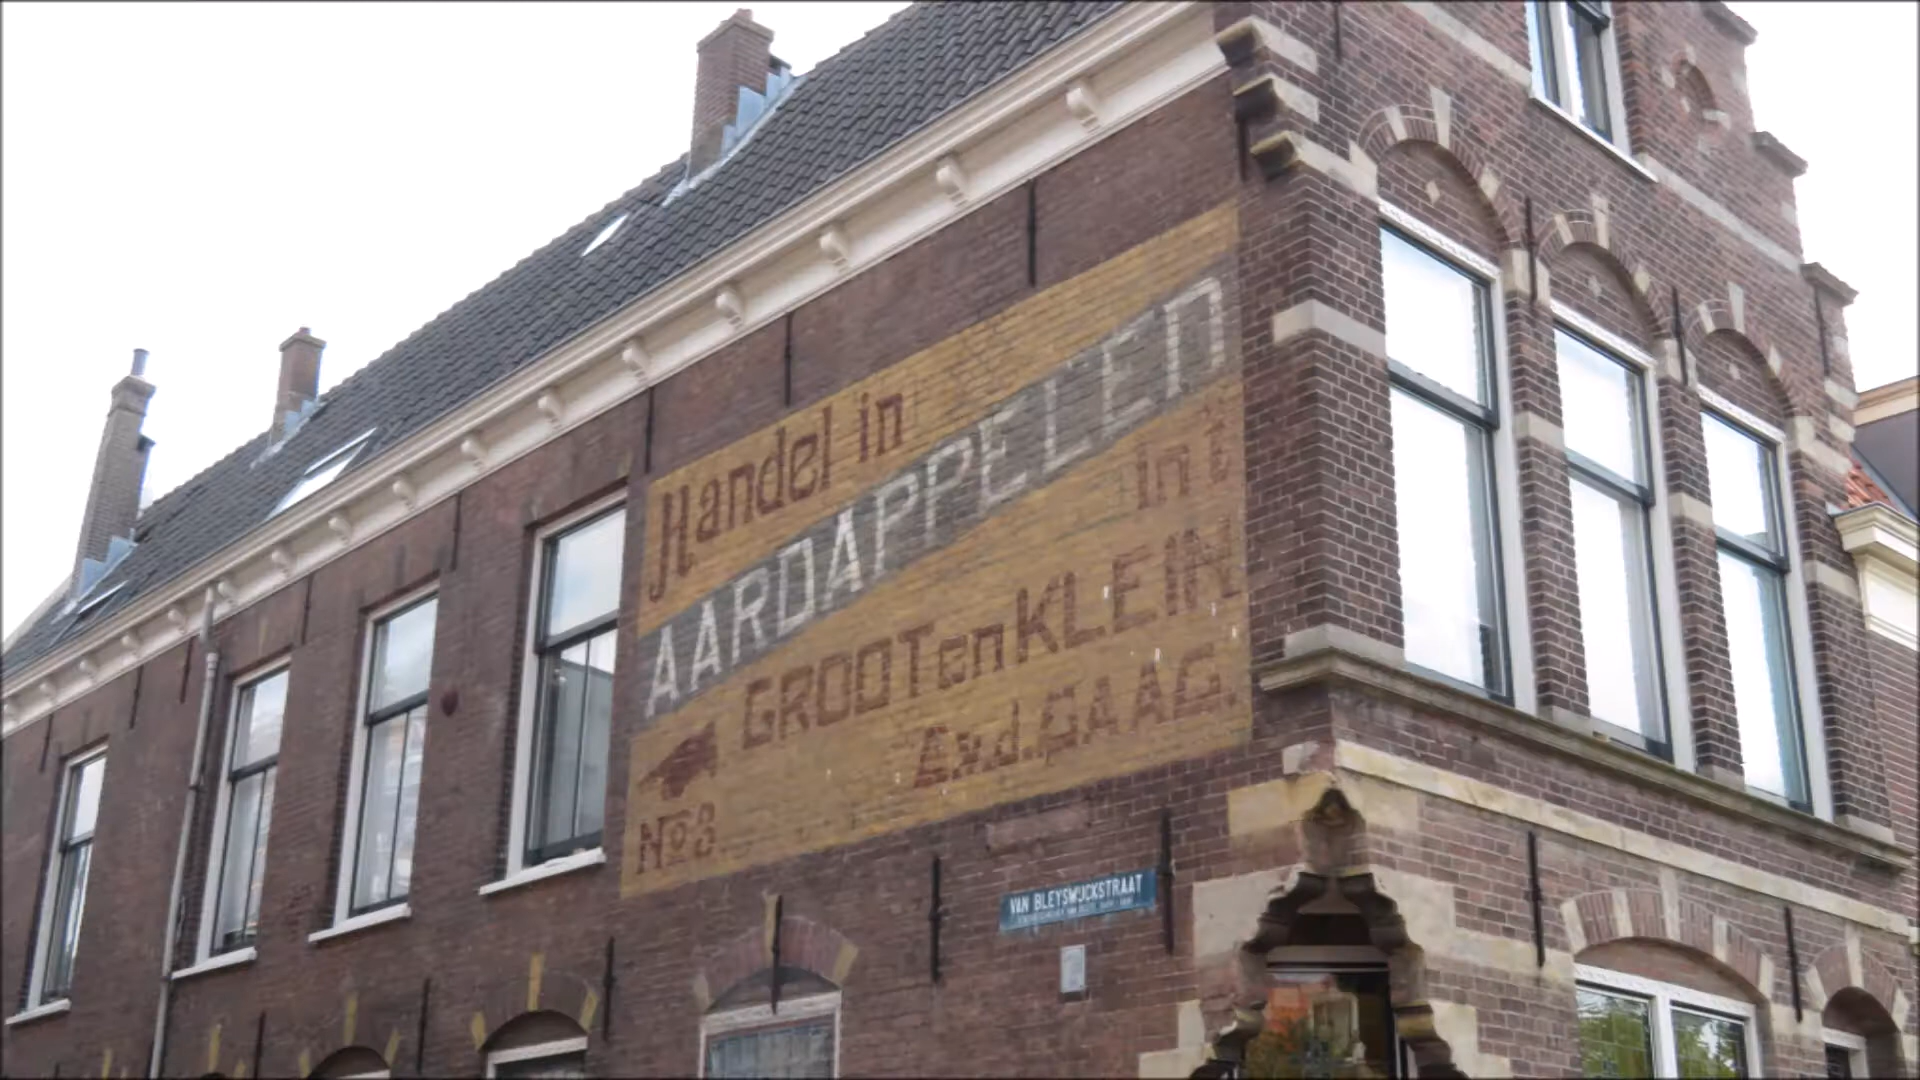 Handel in
AARDAPPELEN
in 't
GROOT en KLEIN
A.v.d. GAAG.
No 3.
VAN BLEYSWIJCKSTRAAT